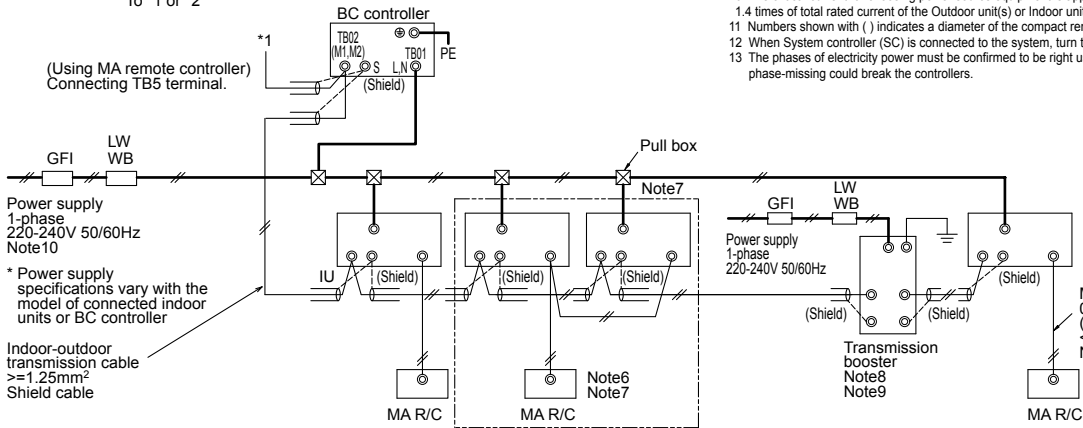 To *1 or *2
1.4 times of total rated current of the Outdoor unit(s) or Indoor unit
11 Numbers shown with ( ) indicates a diameter of the compact
12 When System controller (SC) is connected to the system, turn
13 The phases of electricity power must be confirmed to be right
phase-missing could break the controllers.
BC controller
*1
TB02
(M1,M2)
S
TB01
L,N
PE
(Shield)
(Using MA remote controller)
Connecting TB5 terminal.
GFI
LW
WB
Pull box
Note7
Power supply
1-phase
220-240V 50/60Hz
Note10
* Power supply
specifications vary with the
model of connected indoor
units or BC controller
Indoor-outdoor
transmission cable
>=1.25mm²
Shield cable
IU
(Shield)
(Shield)
(Shield)
GFI
LW
WB
Power supply
1-phase
220-240V 50/60Hz
(Shield)
(Shield)
(Shield)
Transmission
booster
Note8
Note9
MA R/C
MA R/C
Note6
Note7
MA R/C